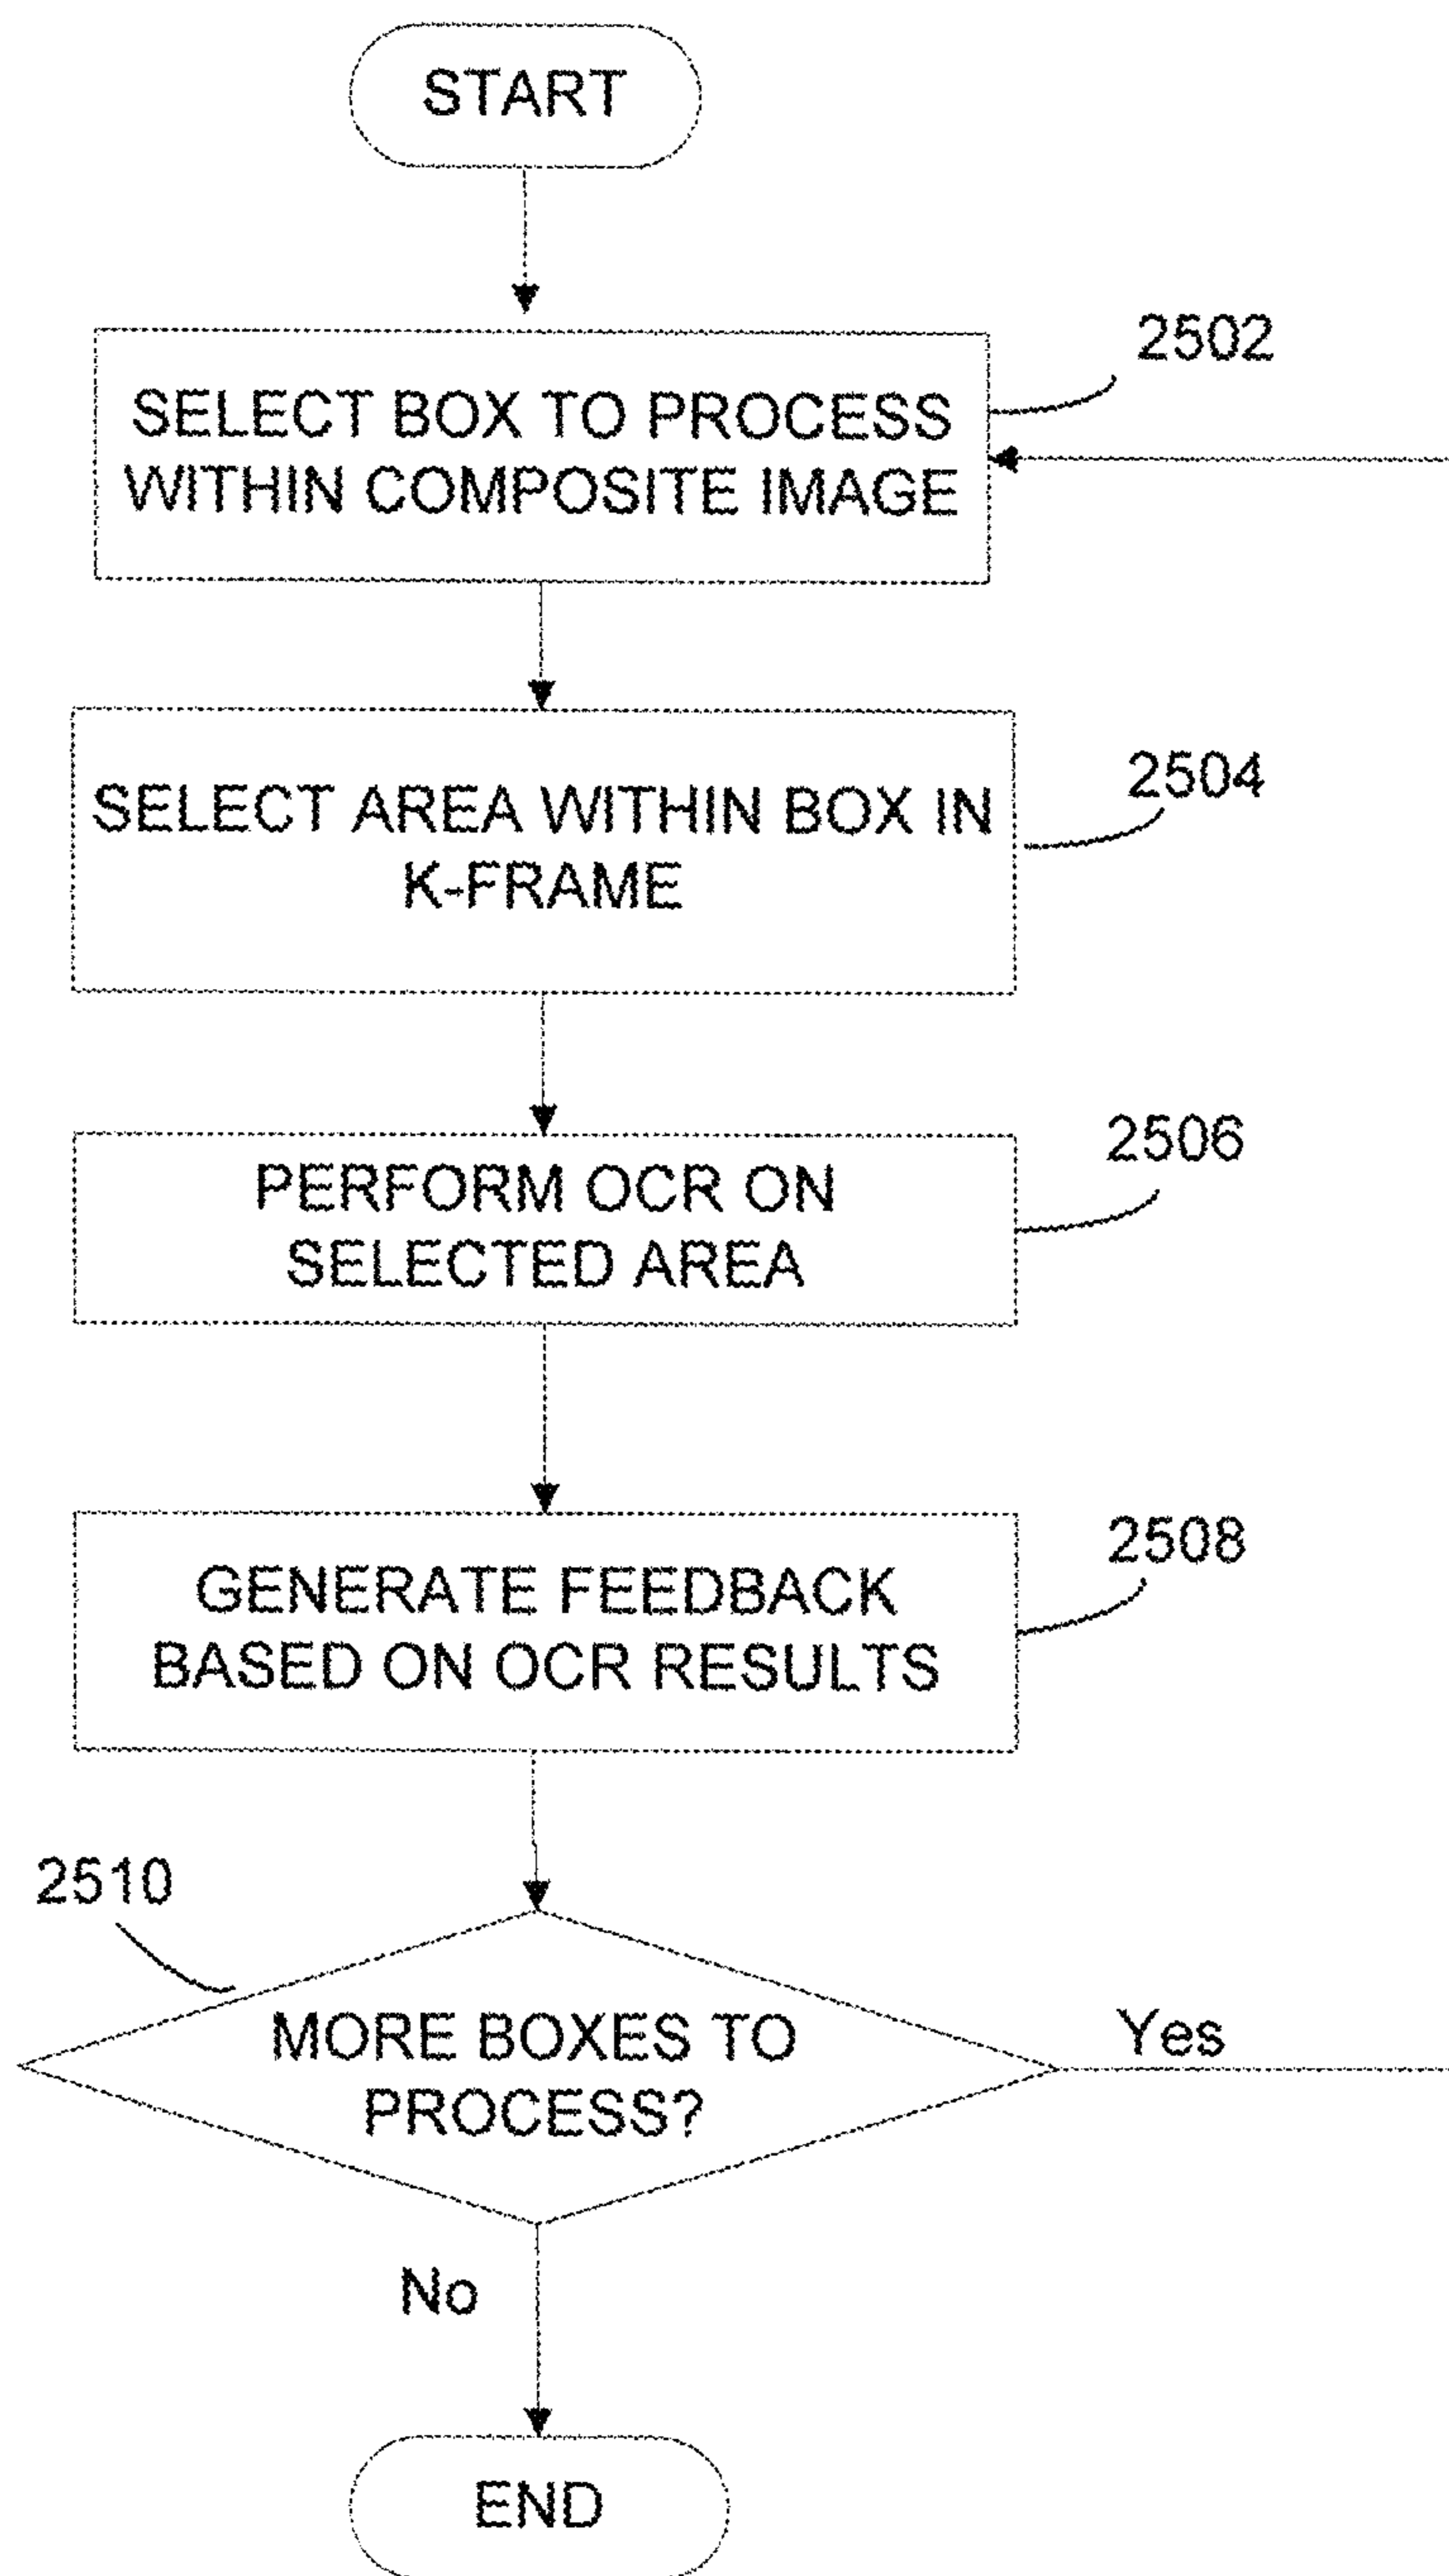 START
2502
SELECT BOX TO PROCESS
WITHIN COMPOSITE IMAGE
2504
SELECT AREA WITHIN BOX IN
K-FRAME
2506
PERFORM OCR ON
SELECTED AREA
2508
GENERATE FEEDBACK
BASED ON OCR RESULTS
2510
MORE BOXES TO
PROCESS?
Yes
No
END